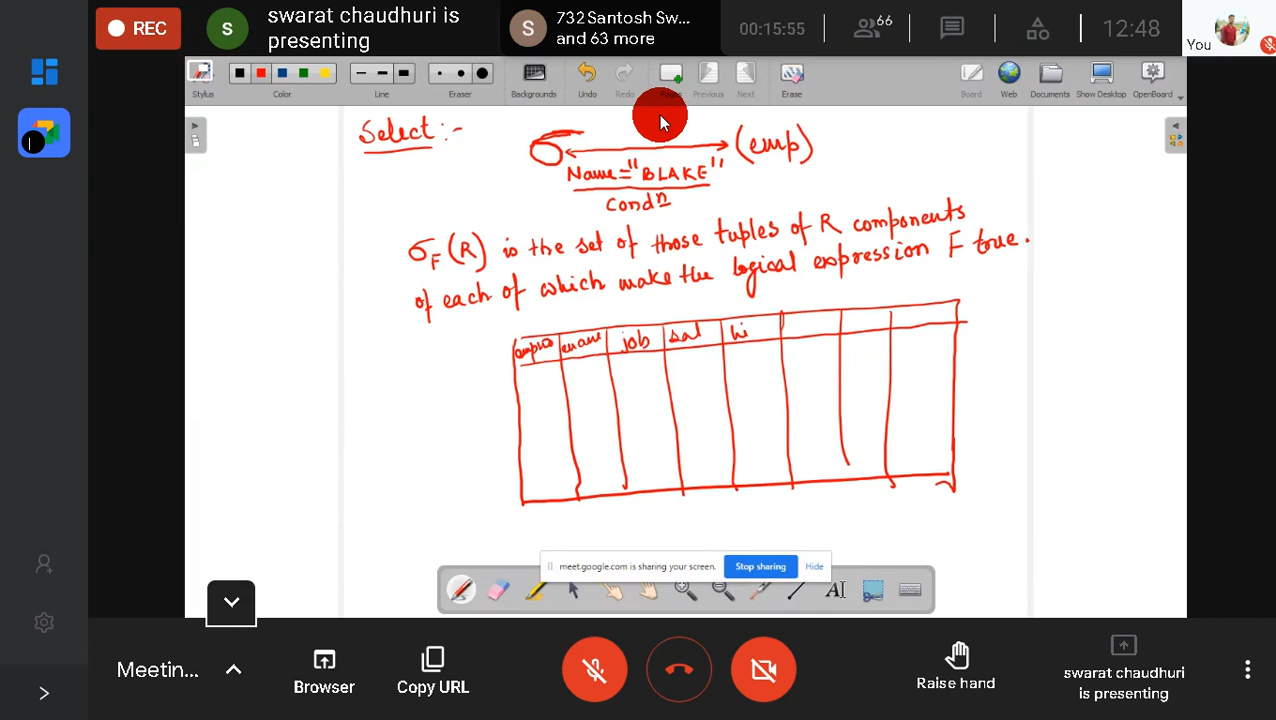 REC
S
swarat chaudhuri is
presenting
S
732 Santosh Sw...
and 63 more
66
12:48
You
00:15:55
Stylus
Color
Line
Eraser
Backgrounds
Undo
Redo
Pages
Previous
Next
Erase
Board
Web
Documents
Show Desktop
OpenBoard
Select :-
σ (emp)
Name = "BLAKE"
Condn
σF(R) is the set of those tuples of R components
of each of which make the logical expression F true.
empno ename job sal hi
meet.google.com is sharing your screen.
Stop sharing
Hide
Meetin...
Browser
Copy URL
Raise hand
swarat chaudhuri
is presenting